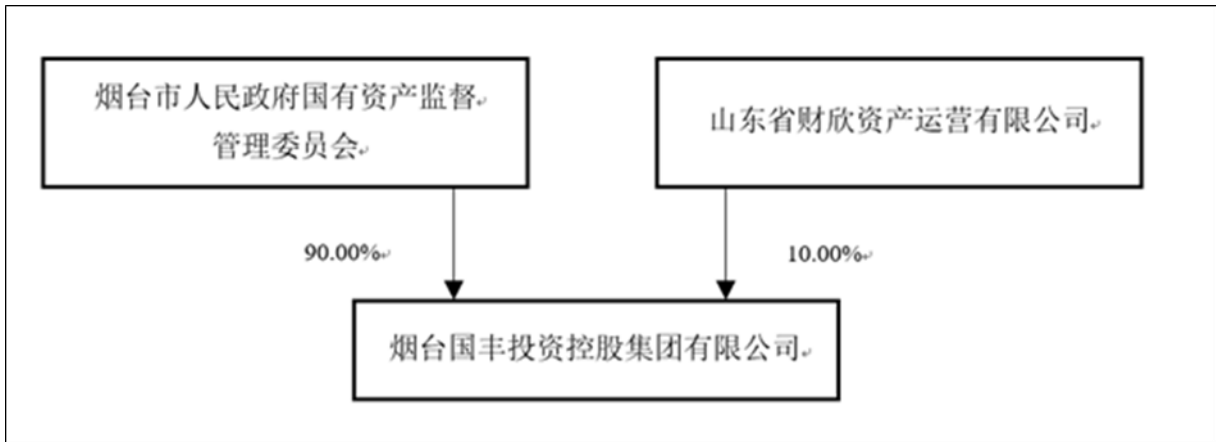 烟台市人民政府国有资产监督
管理委员会
山东省财欣资产运营有限公司
90.00%
10.00%
烟台国丰投资控股集团有限公司